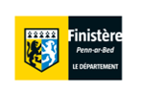 Finistère
Penn-ar-Bed
LE DÉPARTEMENT